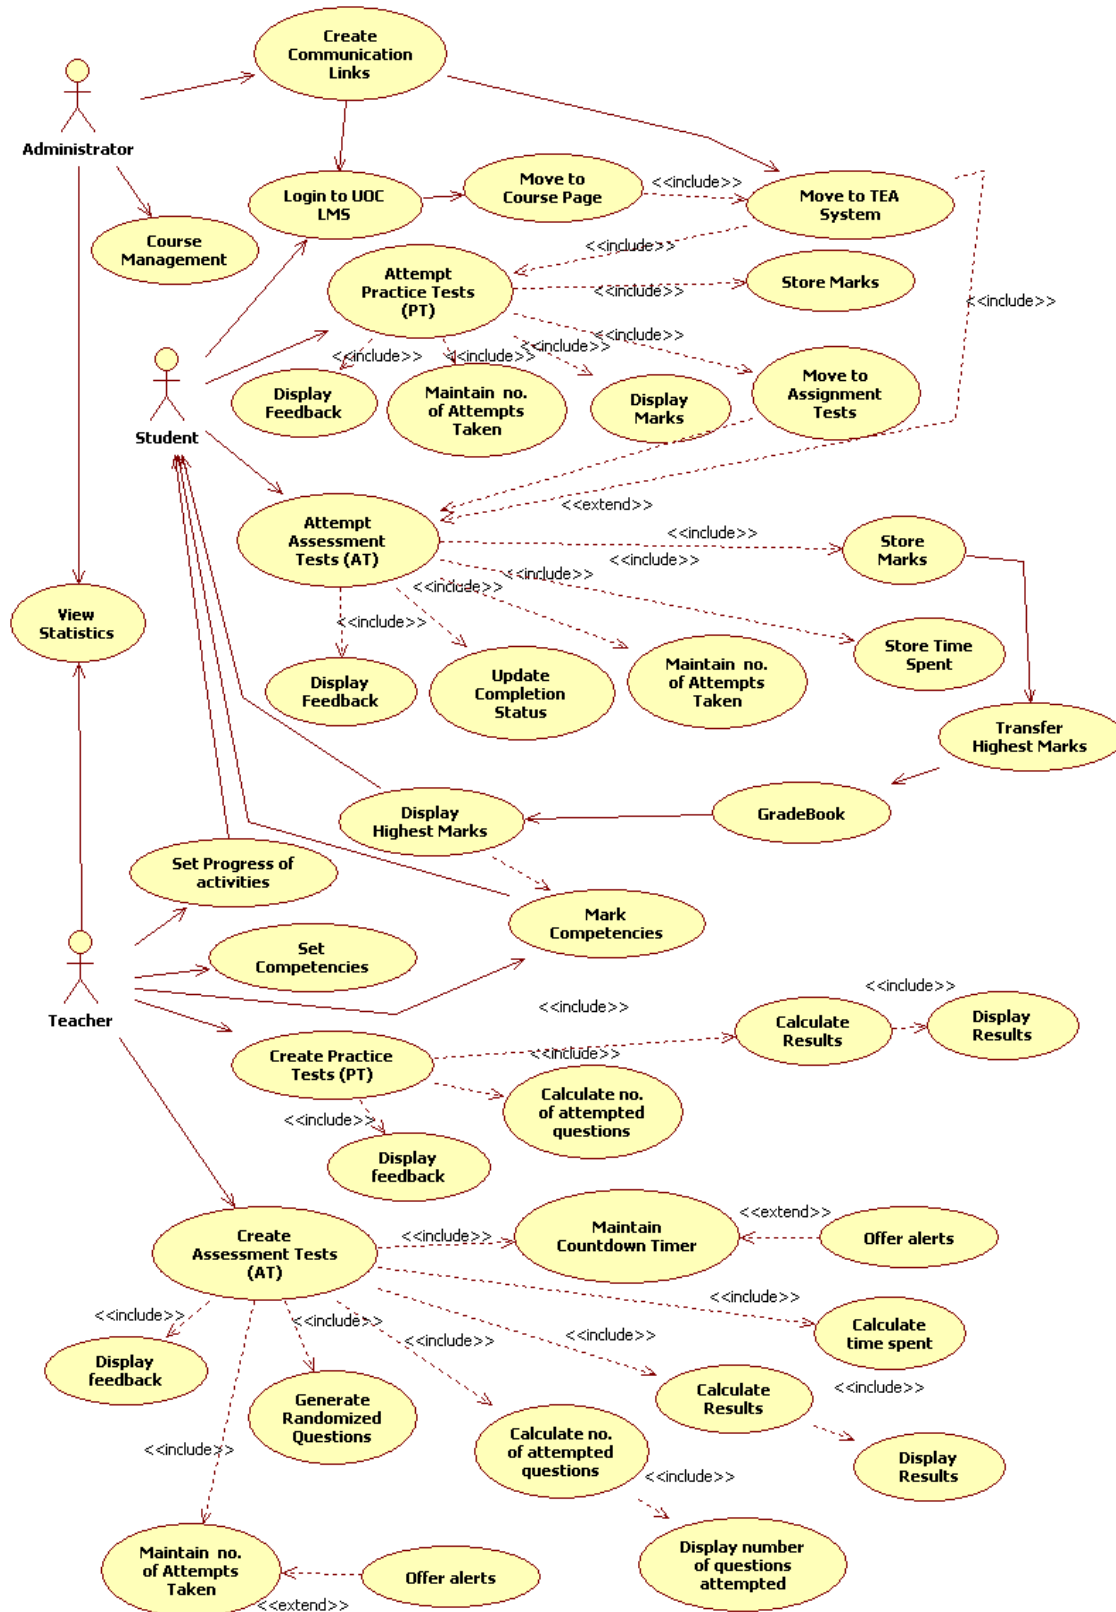 Create
Communication
Links
Administrator
Login to UOC
LMS
Move to
Course Page
<<include>>
Move to TEA
System
Course
Management
<<include>>
Attempt
Practice Tests
(PT)
<<include>>
Store Marks
<<include>>
<<include>>
<<include>>
<<include>>
<<include>>
Display
Feedback
Maintain  no.
of Attempts
Taken
Display
Marks
Move to
Assignment
Tests
Student
<<extend>>
Attempt
Assessment
Tests (AT)
<<include>>
Store
Marks
<<include>>
<<include>>
<<include>>
View
Statistics
Display
Feedback
Update
Completion
Status
Maintain  no.
of Attempts
Taken
Store Time
Spent
Transfer
Highest Marks
Display
Highest Marks
GradeBook
Set Progress of
activities
Mark
Competencies
Set
Competencies
Teacher
<<include>>
<<include>>
Calculate
Results
Display
Results
Create Practice
Tests (PT)
<<include>>
Calculate no.
of attempted
questions
<<include>>
Display
feedback
Create
Assessment Tests
(AT)
<<include>>
Maintain
Countdown Timer
<<extend>>
Offer alerts
<<include>>
<<include>>
<<include>>
<<include>>
<<include>>
Calculate
time spent
Display
feedback
Generate
Randomized
Questions
Calculate
Results
<<include>>
<<include>>
Calculate no.
of attempted
questions
Display
Results
<<include>>
Maintain  no.
of Attempts
Taken
Offer alerts
<<extend>>
Display number
of questions
attempted